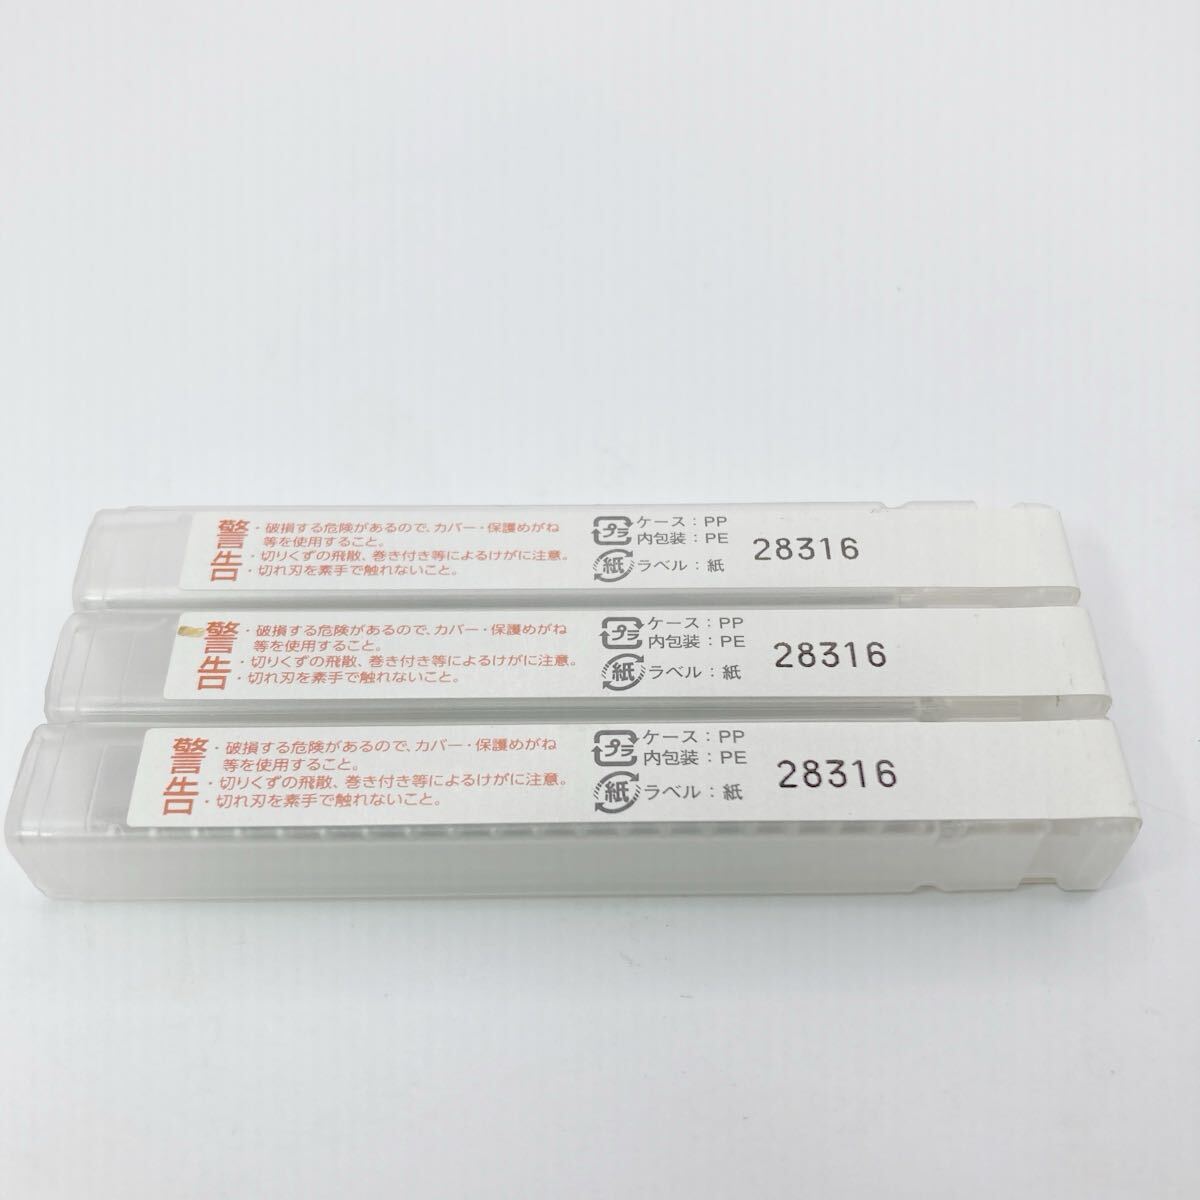 警告
・破損する危険があるので、カバー・保護めがね
等を使用すること。
・切りくずの飛散、巻き付き等によるけがに注意。
・切れ刃を素手で触れないこと。
プラ
ケース：PP
内包装：PE
紙
ラベル：紙
28316
警告
・破損する危険があるので、カバー・保護めがね
等を使用すること。
・切りくずの飛散、巻き付き等によるけがに注意。
・切れ刃を素手で触れないこと。
プラ
ケース：PP
内包装：PE
紙
ラベル：紙
28316
警告
・破損する危険があるので、カバー・保護めがね
等を使用すること。
・切りくずの飛散、巻き付き等によるけがに注意。
・切れ刃を素手で触れないこと。
プラ
ケース：PP
内包装：PE
紙
ラベル：紙
28316